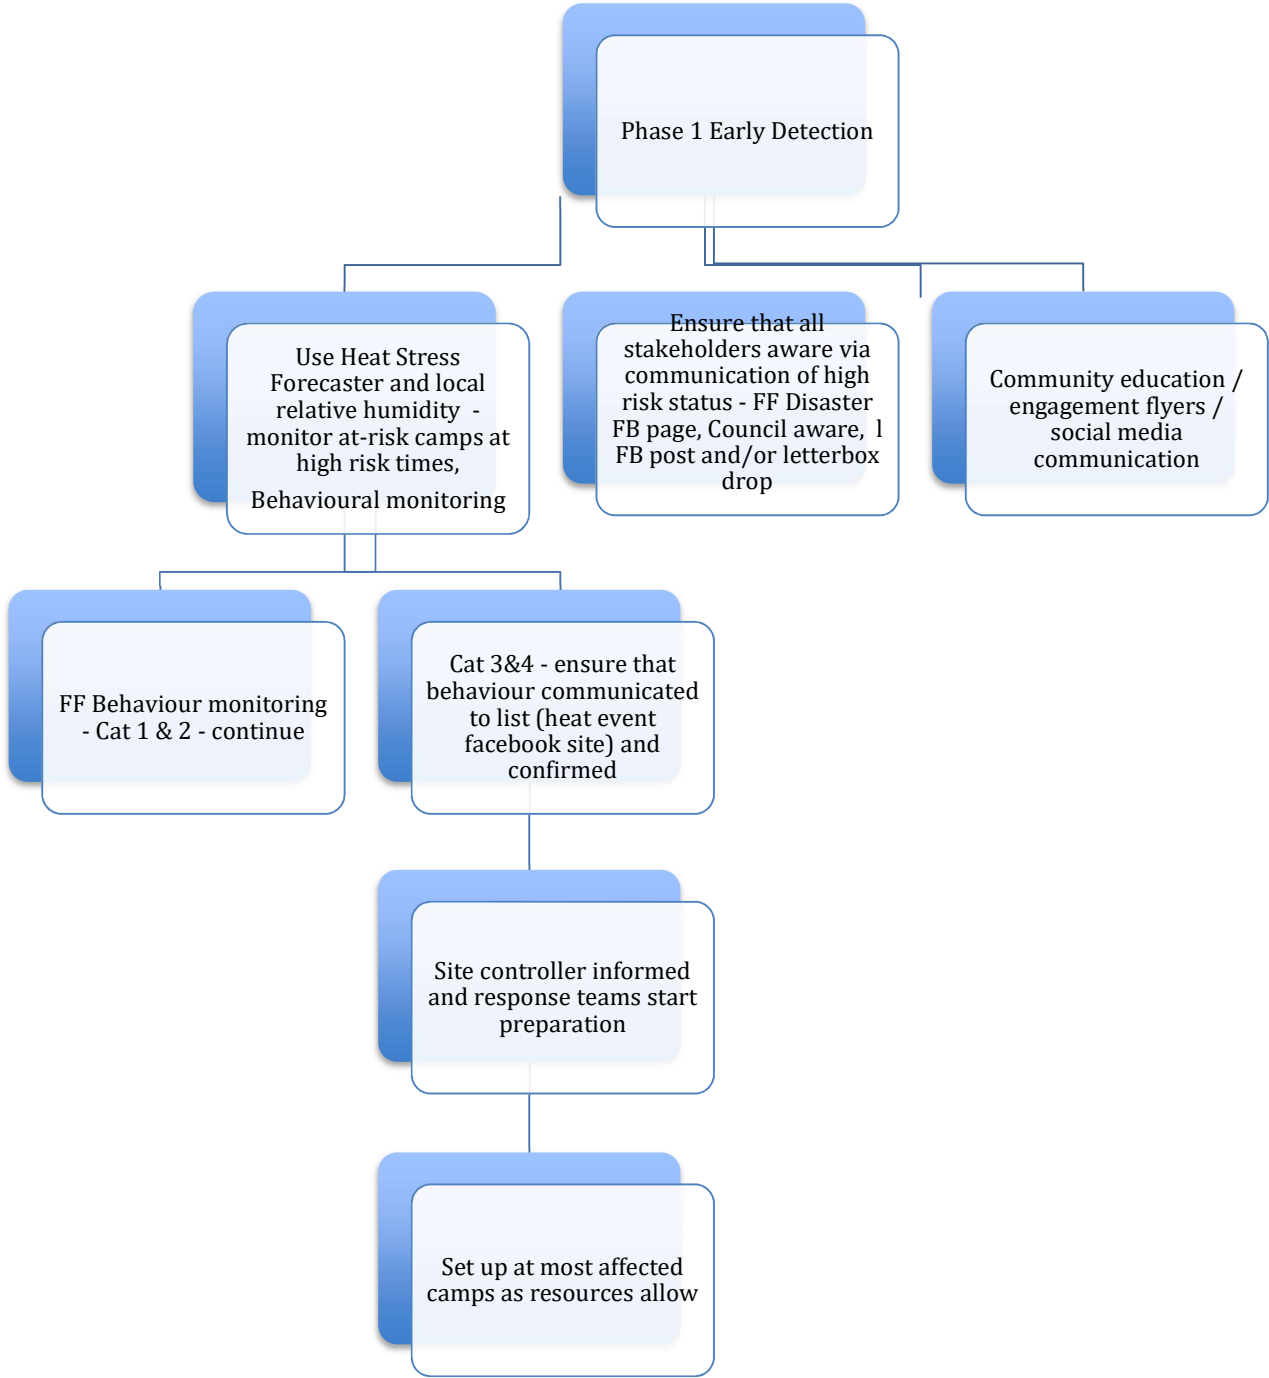 Phase 1 Early Detection
Use Heat Stress
Forecaster and local
relative humidity  -
monitor at-risk camps at
high risk times,
Behavioural monitoring
Ensure that all
stakeholders aware via
communication of high
risk status - FF Disaster
FB page, Council aware,  l
FB post and/or letterbox
drop
Community education /
engagement flyers /
social media
communication
FF Behaviour monitoring
- Cat 1 & 2 - continue
Cat 3&4 - ensure that
behaviour communicated
to list (heat event
facebook site) and
confirmed
Site controller informed
and response teams start
preparation
Set up at most affected
camps as resources allow